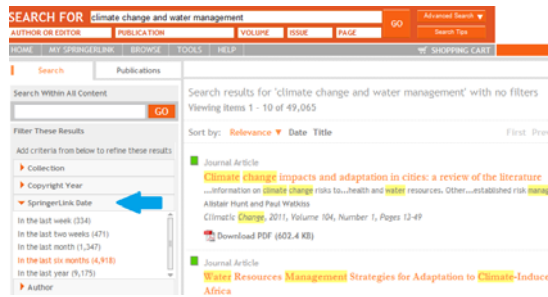 SEARCH FOR climate change and water management
GO
Advanced Search ▼
AUTHOR OR EDITOR PUBLICATION VOLUME ISSUE PAGE
Search Tips
HOME MY SPRINGERLINK BROWSE TOOLS HELP
SHOPPING CART
Search Publications
Search Within All Content
GO
Filter These Results
Add criteria from below to refine these results
Collection
Copyright Year
SpringerLink Date
In the last week (334)
In the last two weeks (471)
In the last month (1,347)
In the last six months (4,918)
In the last year (9,175)
Author
Search results for 'climate change and water management' with no filters
Viewing items 1 - 10 of 49,065
Sort by: Relevance ▼ Date Title
First Prev
Journal Article
Climate change impacts and adaptation in cities: a review of the literature
...information on climate change risks to...health and water resources. Other...established risk manag
Alistair Hunt and Paul Watkiss
Climatic Change, 2011, Volume 104, Number 1, Pages 13-49
Download PDF (602.4 KB)
Journal Article
Water Resources Management Strategies for Adaptation to Climate-Induce
Africa